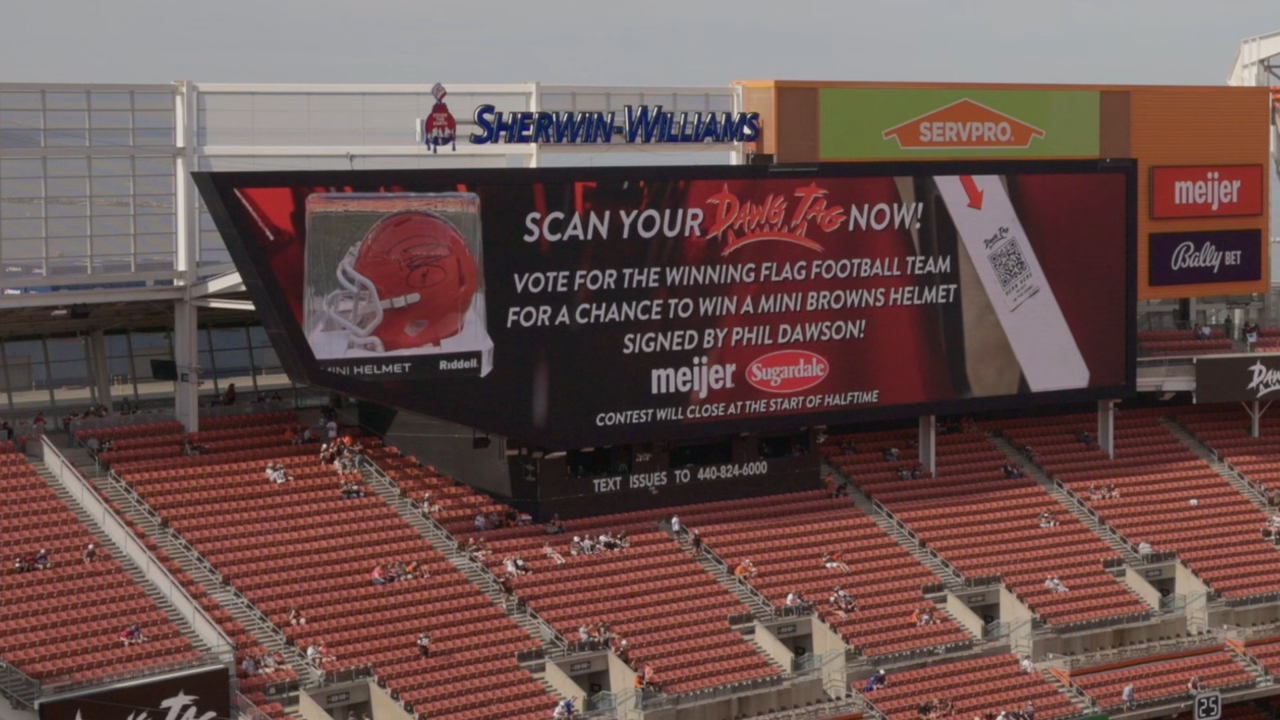 SHERWIN-WILLIAMS
SERVPRO
meijer
Bally BET
SCAN YOUR DAWG TAG NOW!
VOTE FOR THE WINNING FLAG FOOTBALL TEAM
FOR A CHANCE TO WIN A MINI BROWNS HELMET
SIGNED BY PHIL DAWSON!
meijer Sugardale
CONTEST WILL CLOSE AT THE START OF HALFTIME
MINI HELMET Riddell
DAWG TAG
TEXT ISSUES TO 440-824-6000
25